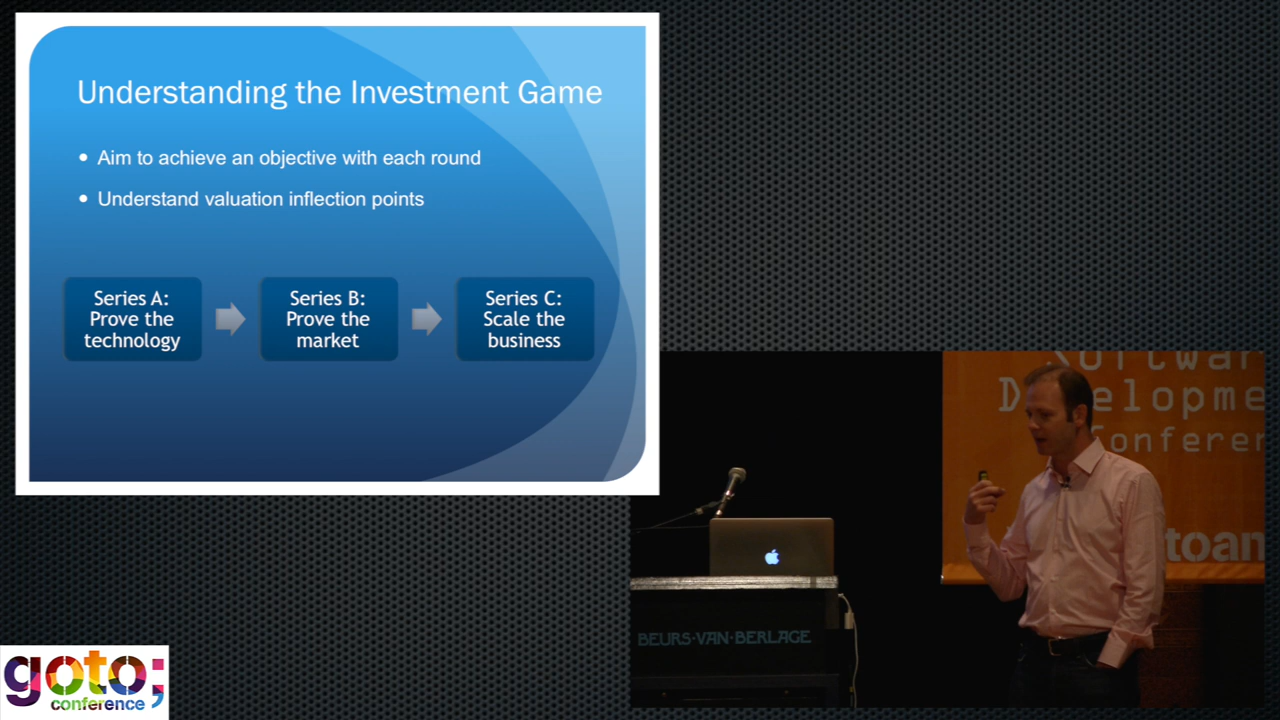 Understanding the Investment Game
Aim to achieve an objective with each round
Understand valuation inflection points
Series A:
Prove the
technology
Series B:
Prove the
market
Series C:
Scale the
business
BEURS·VAN·BERLAGE
goto;
conference